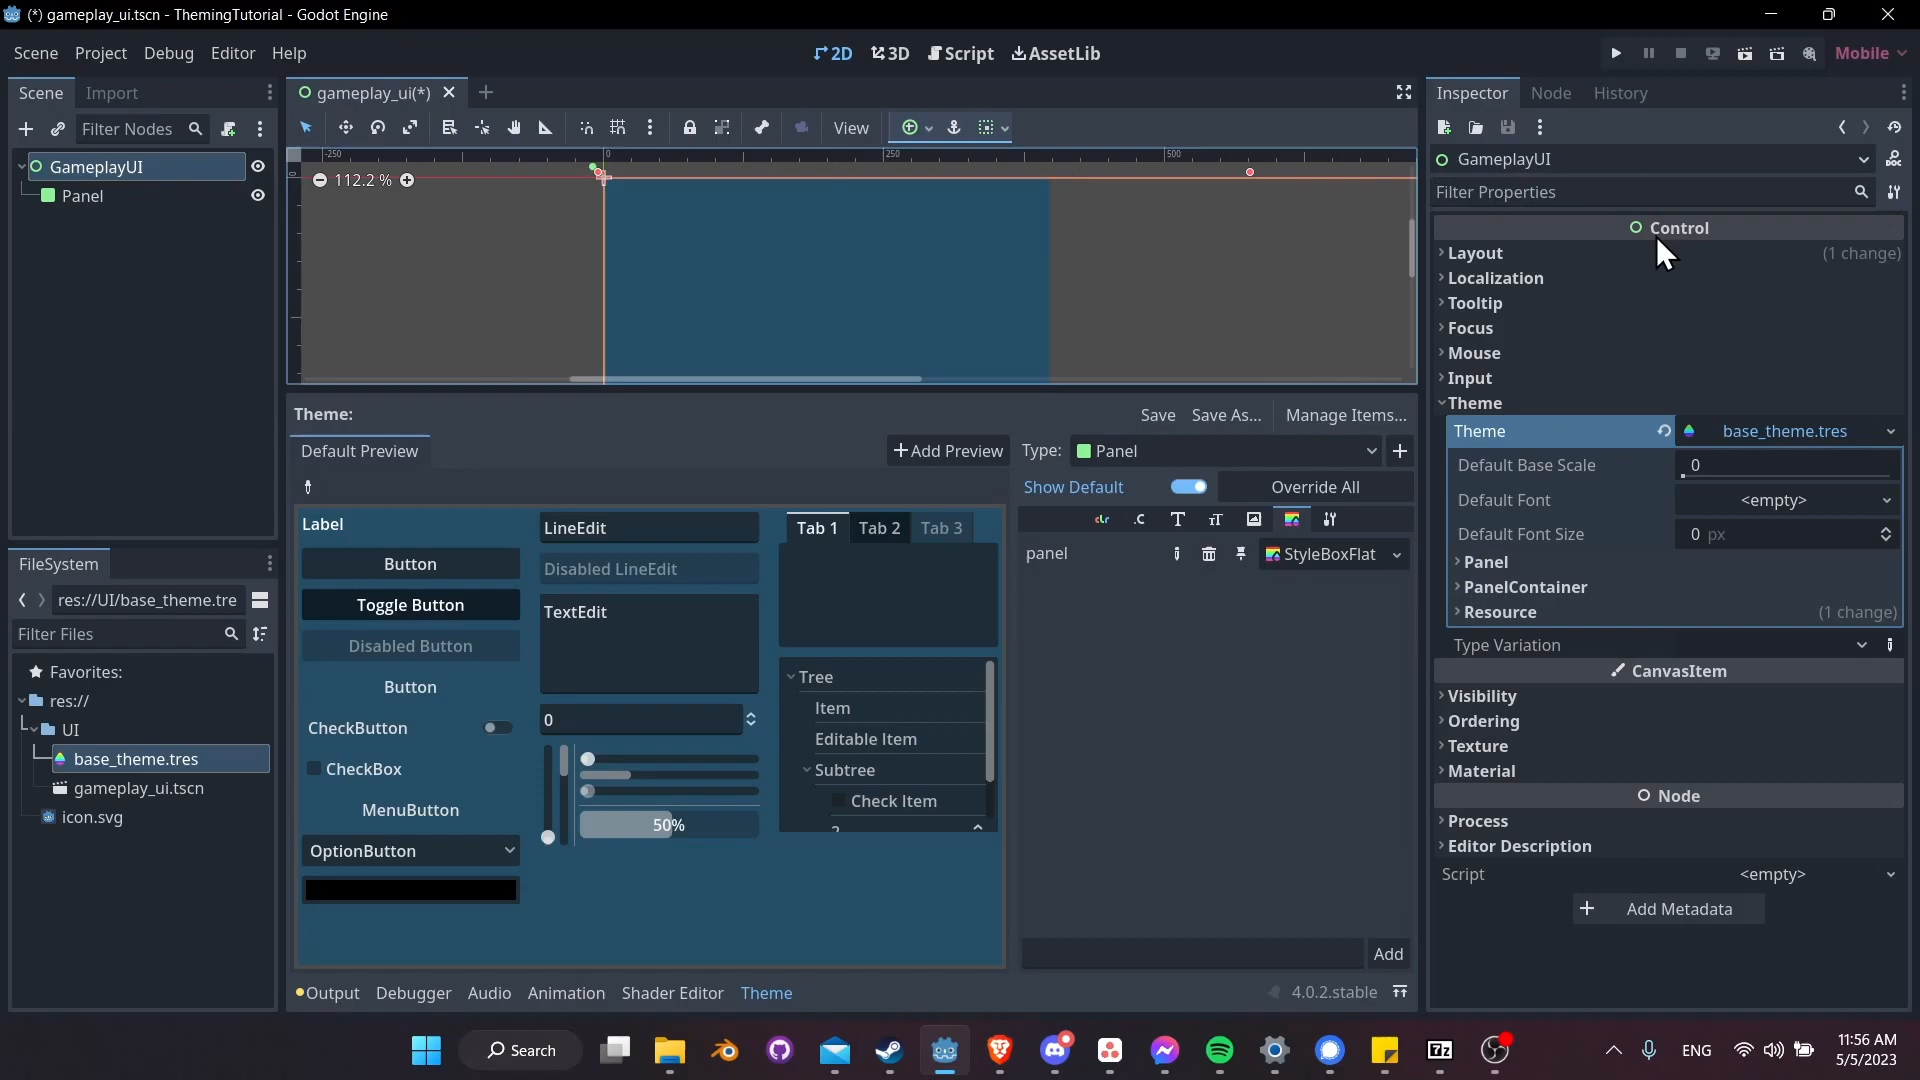 (*) gameplay_ui.tscn - ThemingTutorial - Godot Engine
Scene Project Debug Editor Help
2D 3D Script AssetLib
Mobile
Scene Import
Filter Nodes
GameplayUI
Panel
gameplay_ui(*)
View
-250 0 250 500
0
112.2 %
Theme:
Save Save As... Manage Items...
Default Preview
Add Preview
Type: Panel
Show Default Override All
panel StyleBoxFlat
Add
Label
Button
Toggle Button
Disabled Button
Button
CheckButton
CheckBox
MenuButton
OptionButton
LineEdit
Disabled LineEdit
TextEdit
0
50%
Tab 1 Tab 2 Tab 3
Tree
Item
Editable Item
Subtree
Check Item
Output Debugger Audio Animation Shader Editor Theme
4.0.2.stable
FileSystem
res://UI/base_theme.tre
Filter Files
Favorites:
res://
UI
base_theme.tres
gameplay_ui.tscn
icon.svg
Inspector Node History
GameplayUI
Filter Properties
Control
Layout (1 change)
Localization
Tooltip
Focus
Mouse
Input
Theme
Theme base_theme.tres
Default Base Scale 0
Default Font <empty>
Default Font Size 0 px
Panel
PanelContainer
Resource (1 change)
Type Variation
CanvasItem
Visibility
Ordering
Texture
Material
Node
Process
Editor Description
Script <empty>
Add Metadata
Search
7z
ENG
11:56 AM
5/5/2023